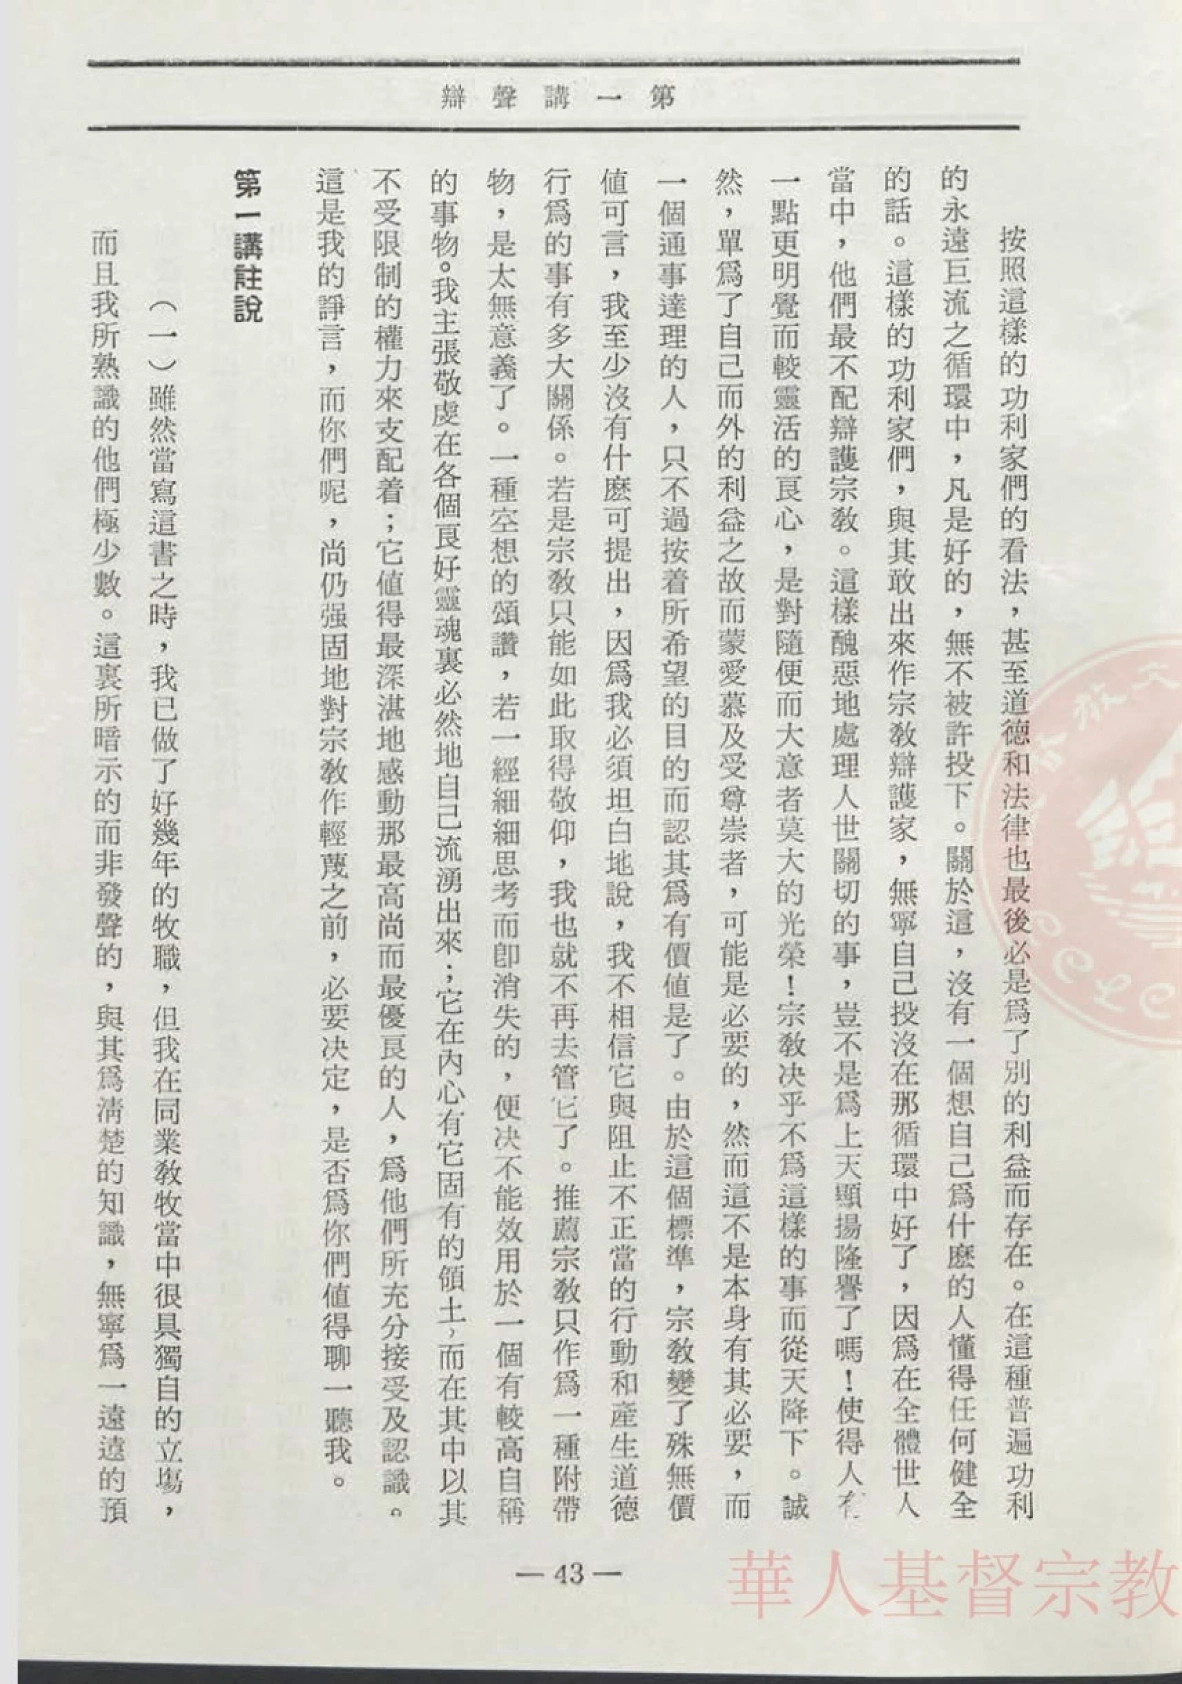 第一講聲辯
按照這樣的功利家們的看法，甚至道德和法律也最後必是爲了別的利益而存在。在這種普遍功利
的永遠巨流之循環中，凡是好的，無不被許投下。關於這，沒有一個想自己爲什麼的人懂得任何健全
的話。這樣的功利家們，與其敢出來作宗教辯護家，無寧自己投沒在那循環中好了，因爲在全體世人
當中，他們最不配辯護宗教。這樣醜惡地處理人世關切的事，豈不是爲上天顯揚隆譽了嗎！使得人有
一點更明覺而較靈活的良心，是對隨便而大意者莫大的光榮！宗教决乎不爲這樣的事而從天降下。誠
然，單爲了自己而外的利益之故而蒙愛慕及受尊崇者，可能是必要的，然而這不是本身有其必要，而
一個通事達理的人，只不過按着所希望的目的而認其爲有價値是了。由於這個標準，宗教變了殊無價
値可言，我至少沒有什麼可提出，因爲我必須坦白地說，我不相信它與阻止不正當的行動和產生道德
行爲的事有多大關係。若是宗教只能如此取得敬仰，我也就不再去管它了。推薦宗教只作爲一種附帶
物，是太無意義了。一種空想的頌讚，若一經細細思考而卽消失的，便决不能效用於一個有較高自稱
的事物。我主張敬虔在各個良好靈魂裏必然地自己流湧出來；它在內心有它固有的領土，而在其中以其
不受限制的權力來支配着；它値得最深湛地感動那最高尚而最優良的人，爲他們所充分接受及認識。
這是我的諍言，而你們呢，尚仍强固地對宗教作輕蔑之前，必要决定，是否爲你們値得聊一聽我。
第一講註說
（一）雖然當寫這書之時，我已做了好幾年的牧職，但我在同業教牧當中很具獨自的立塲，
而且我所熟識的他們極少數。這裏所暗示的而非發聲的，與其爲淸楚的知識，無寧爲一遠遠的預
—43—
華人基督宗教